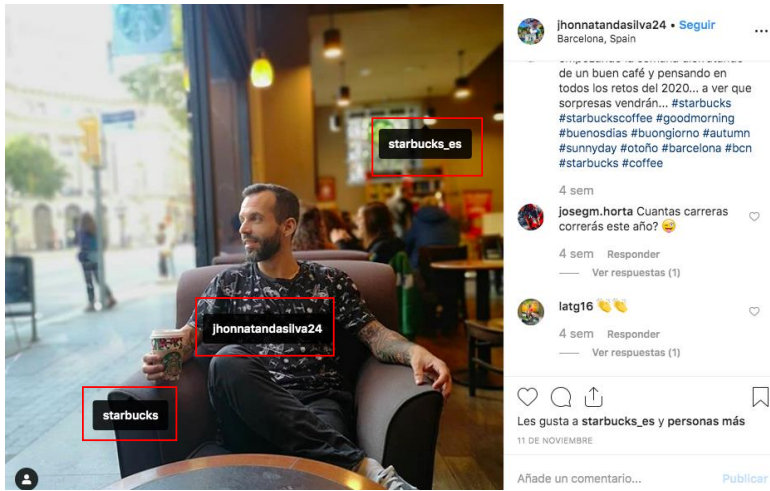 starbucks_es
jhonnatandasilva24
starbucks
jhonnatandasilva24 • Seguir
Barcelona, Spain
de un buen café y pensando en
todos los retos del 2020... a ver que
sorpresas vendrán... #starbucks
#starbuckscoffee #goodmorning
#buenosdias #buongiorno #autumn
#sunnyday #otoño #barcelona #bcn
#starbucks #coffee
4 sem
josegm.horta Cuantas carreras
correrás este año? 😜
4 sem Responder
Ver respuestas (1)
latg16 👏👏
4 sem Responder
Ver respuestas (1)
Les gusta a starbucks_es y personas más
11 DE NOVIEMBRE
Añade un comentario...
Publicar